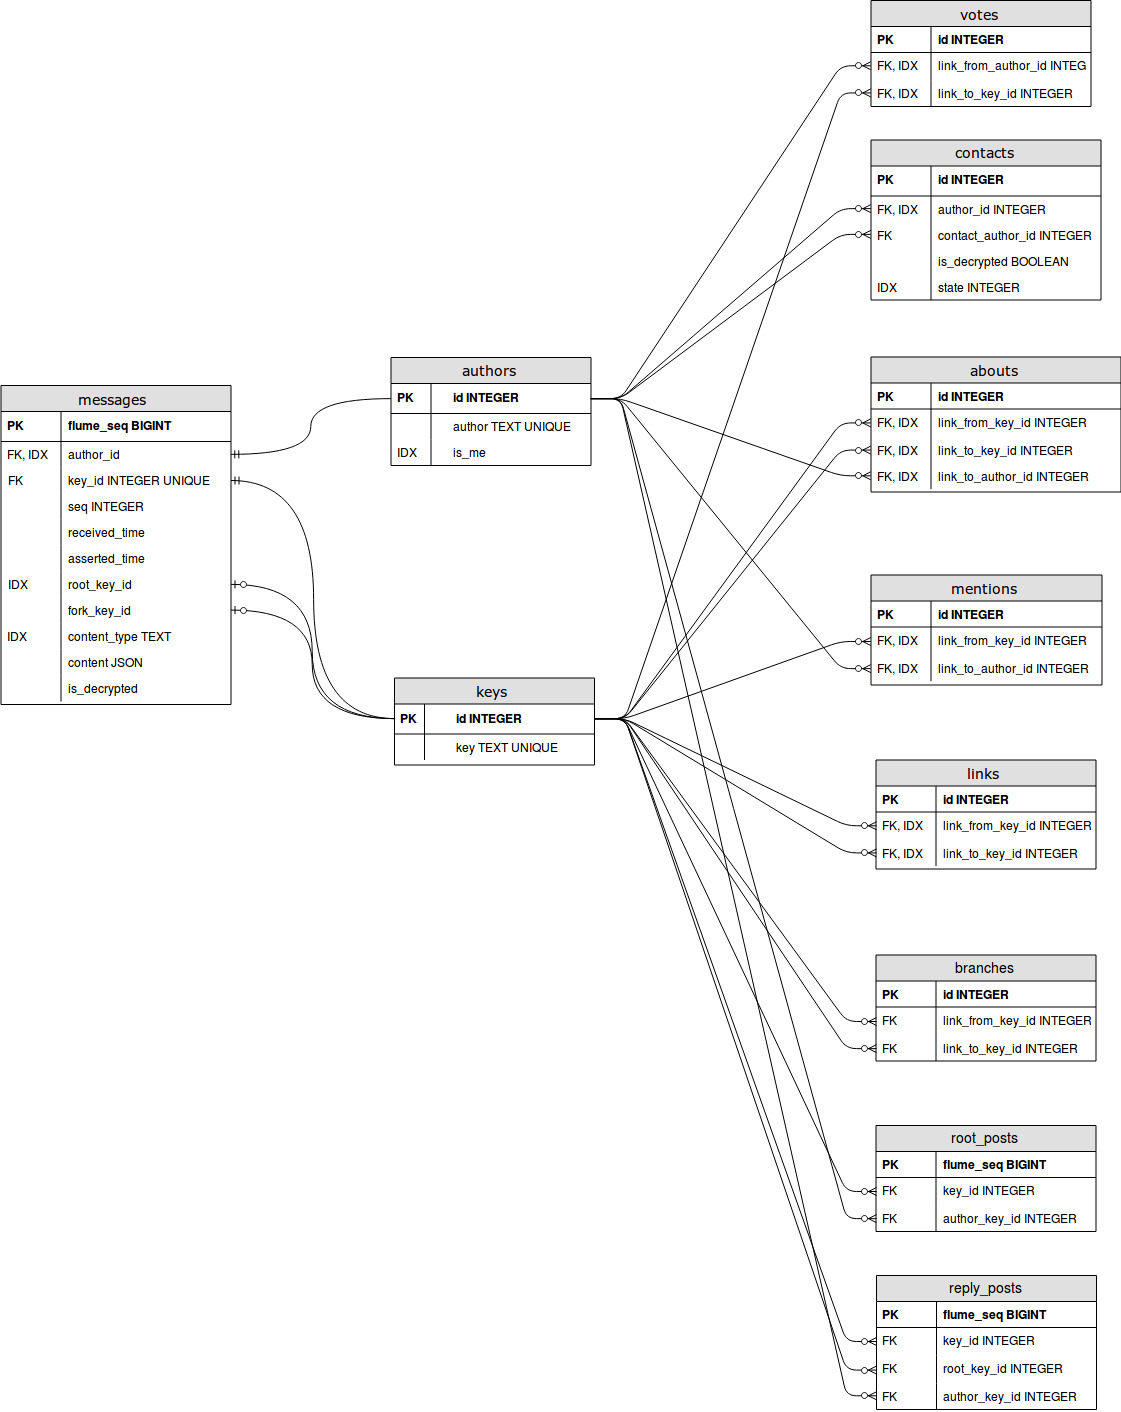 messages
PK flume_seq BIGINT
FK, IDX author_id
FK key_id INTEGER UNIQUE
seq INTEGER
received_time
asserted_time
IDX root_key_id
fork_key_id
IDX content_type TEXT
content JSON
is_decrypted
authors
PK id INTEGER
author TEXT UNIQUE
IDX is_me
keys
PK id INTEGER
key TEXT UNIQUE
votes
PK id INTEGER
FK, IDX link_from_author_id INTEG
FK, IDX link_to_key_id INTEGER
contacts
PK id INTEGER
FK, IDX author_id INTEGER
FK contact_author_id INTEGER
is_decrypted BOOLEAN
IDX state INTEGER
abouts
PK id INTEGER
FK, IDX link_from_key_id INTEGER
FK, IDX link_to_key_id INTEGER
FK, IDX link_to_author_id INTEGER
mentions
PK id INTEGER
FK, IDX link_from_key_id INTEGER
FK, IDX link_to_author_id INTEGER
links
PK id INTEGER
FK, IDX link_from_key_id INTEGER
FK, IDX link_to_key_id INTEGER
branches
PK id INTEGER
FK link_from_key_id INTEGER
FK link_to_key_id INTEGER
root_posts
PK flume_seq BIGINT
FK key_id INTEGER
FK author_key_id INTEGER
reply_posts
PK flume_seq BIGINT
FK key_id INTEGER
FK root_key_id INTEGER
FK author_key_id INTEGER